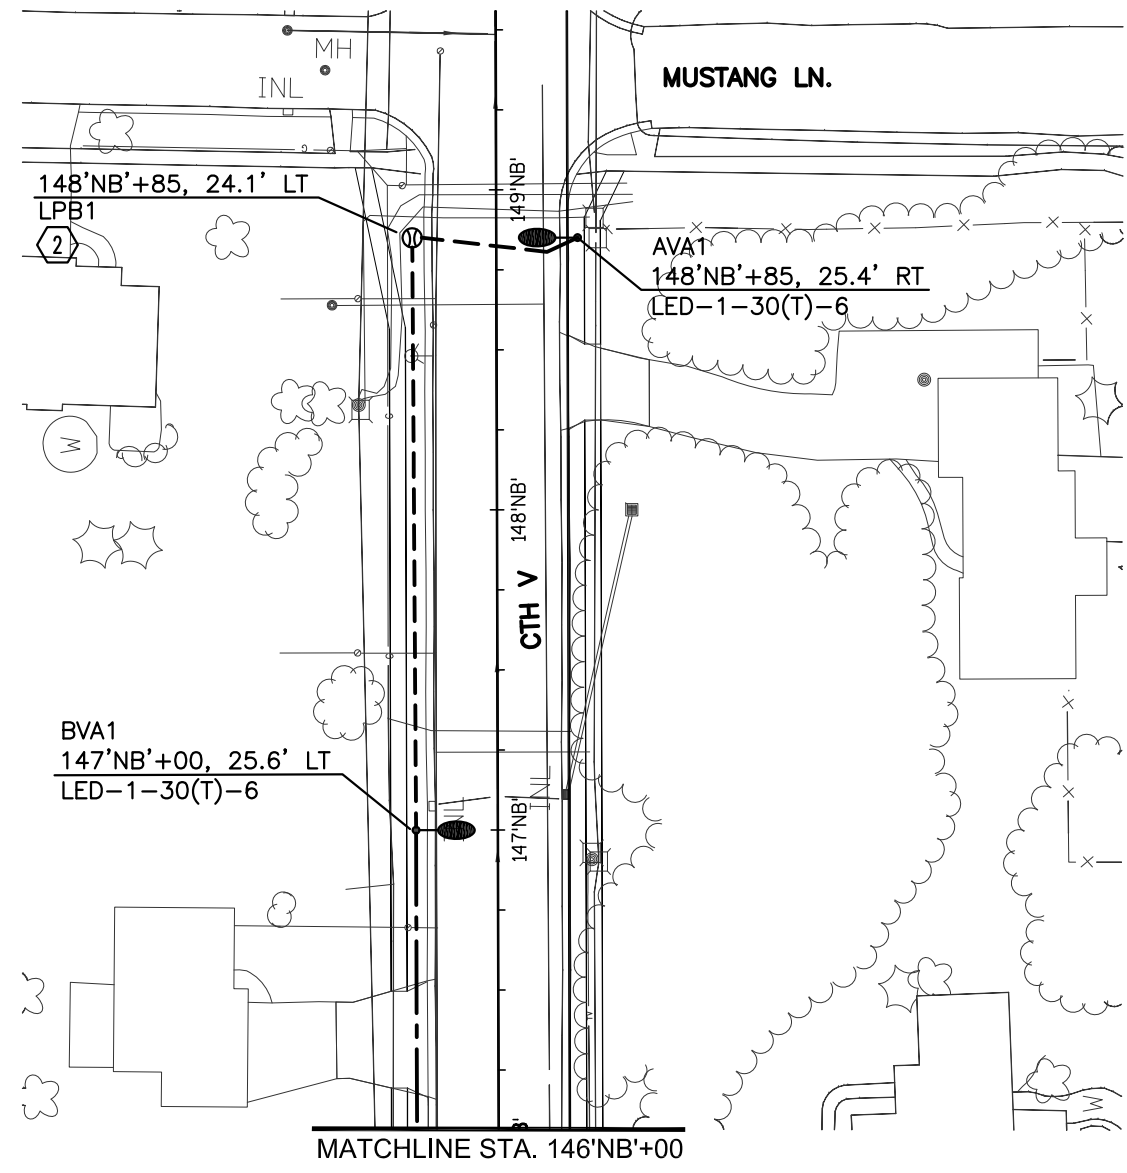 MH
MUSTANG LN.
INL
149'NB'
148'NB'+85, 24.1' LT
LPB1
2
AVA1
148'NB'+85, 25.4' RT
LED-1-30(T)-6
W
148'NB'
CTH V
BVA1
147'NB'+00, 25.6' LT
LED-1-30(T)-6
INL
147'NB'
W
MATCHLINE STA. 146'NB'+00